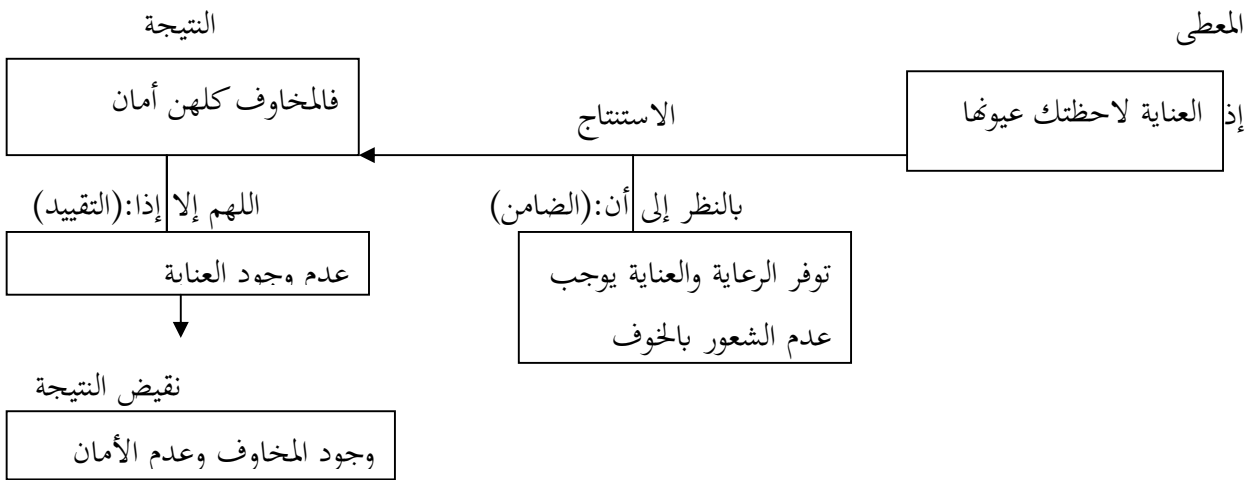 المعطى
النتيجة
إذ العناية لاحظتك عيونها
الاستنتاج
فالمخاوف كلهن أمان
بالنظر إلى أن:(الضامن)
اللهم إلا إذا:(التقييد)
توفر الرعاية والعناية يوجب
عدم الشعور بالخوف
عدم وجود العناية
نقيض النتيجة
وجود المخاوف وعدم الأمان